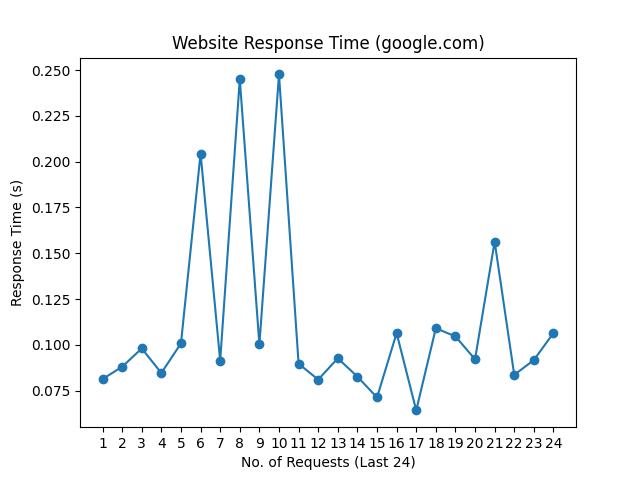 Website Response Time (google.com)
0.250
0.225
0.200
0.175
0.150
0.125
0.100
0.075
Response Time (s)
1 2 3 4 5 6 7 8 9 10 11 12 13 14 15 16 17 18 19 20 21 22 23 24
No. of Requests (Last 24)